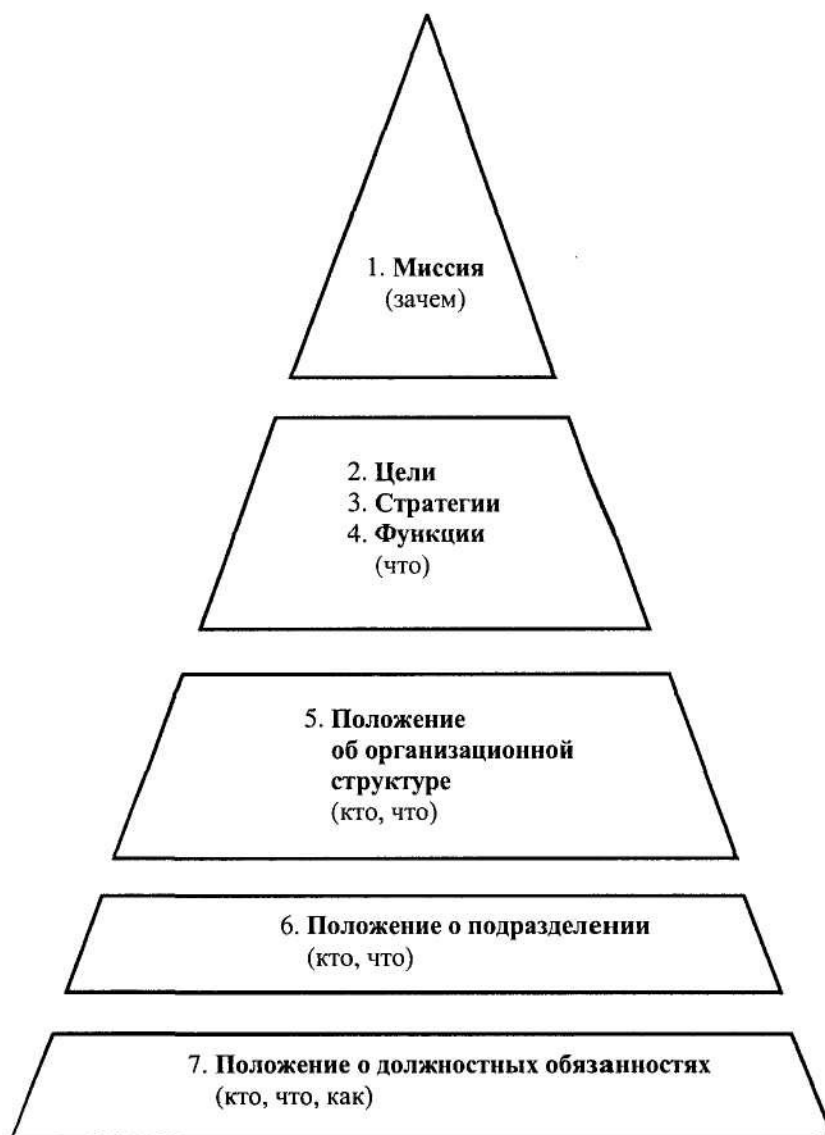 1. Миссия
(зачем)
2. Цели
3. Стратегии
4. Функции
(что)
5. Положение
об организационной
структуре
(кто, что)
6. Положение о подразделении
(кто, что)
7. Положение о должностных обязанностях
(кто, что, как)